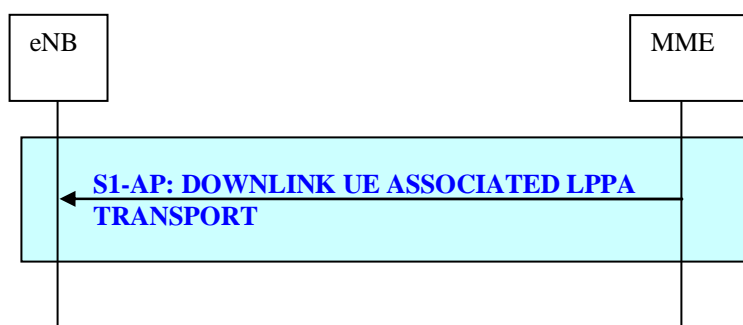 eNB
MME
S1-AP: DOWNLINK UE ASSOCIATED LPPA
TRANSPORT